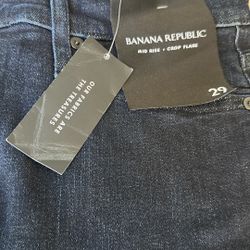 BANANA REPUBLIC
MID RISE • CROP FLARE
29
OUR FABRICS ARE
THE TREASURES